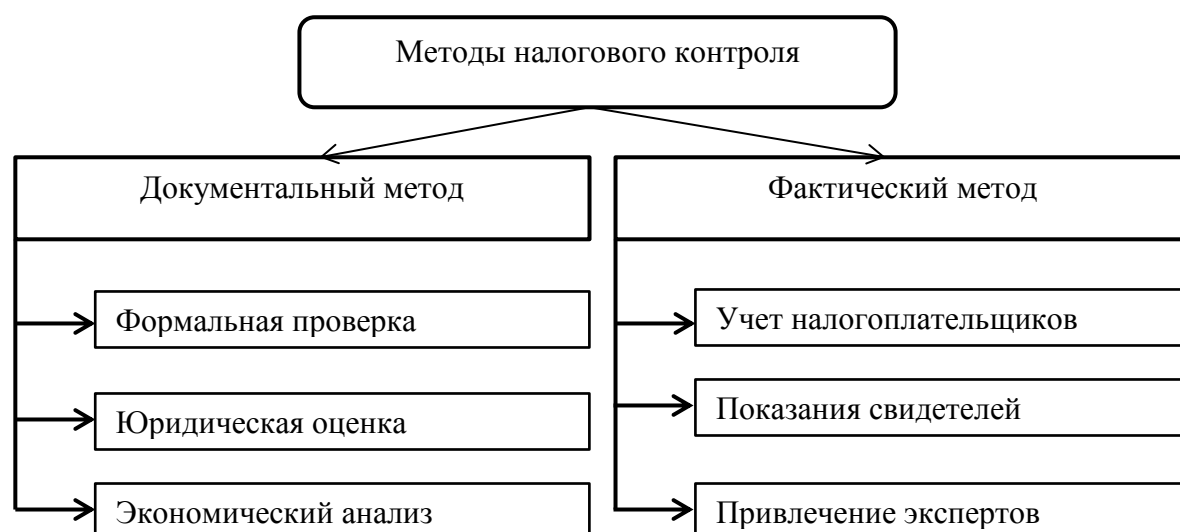 Методы налогового контроля
Документальный метод
Фактический метод
Формальная проверка
Юридическая оценка
Экономический анализ
Учет налогоплательщиков
Показания свидетелей
Привлечение экспертов